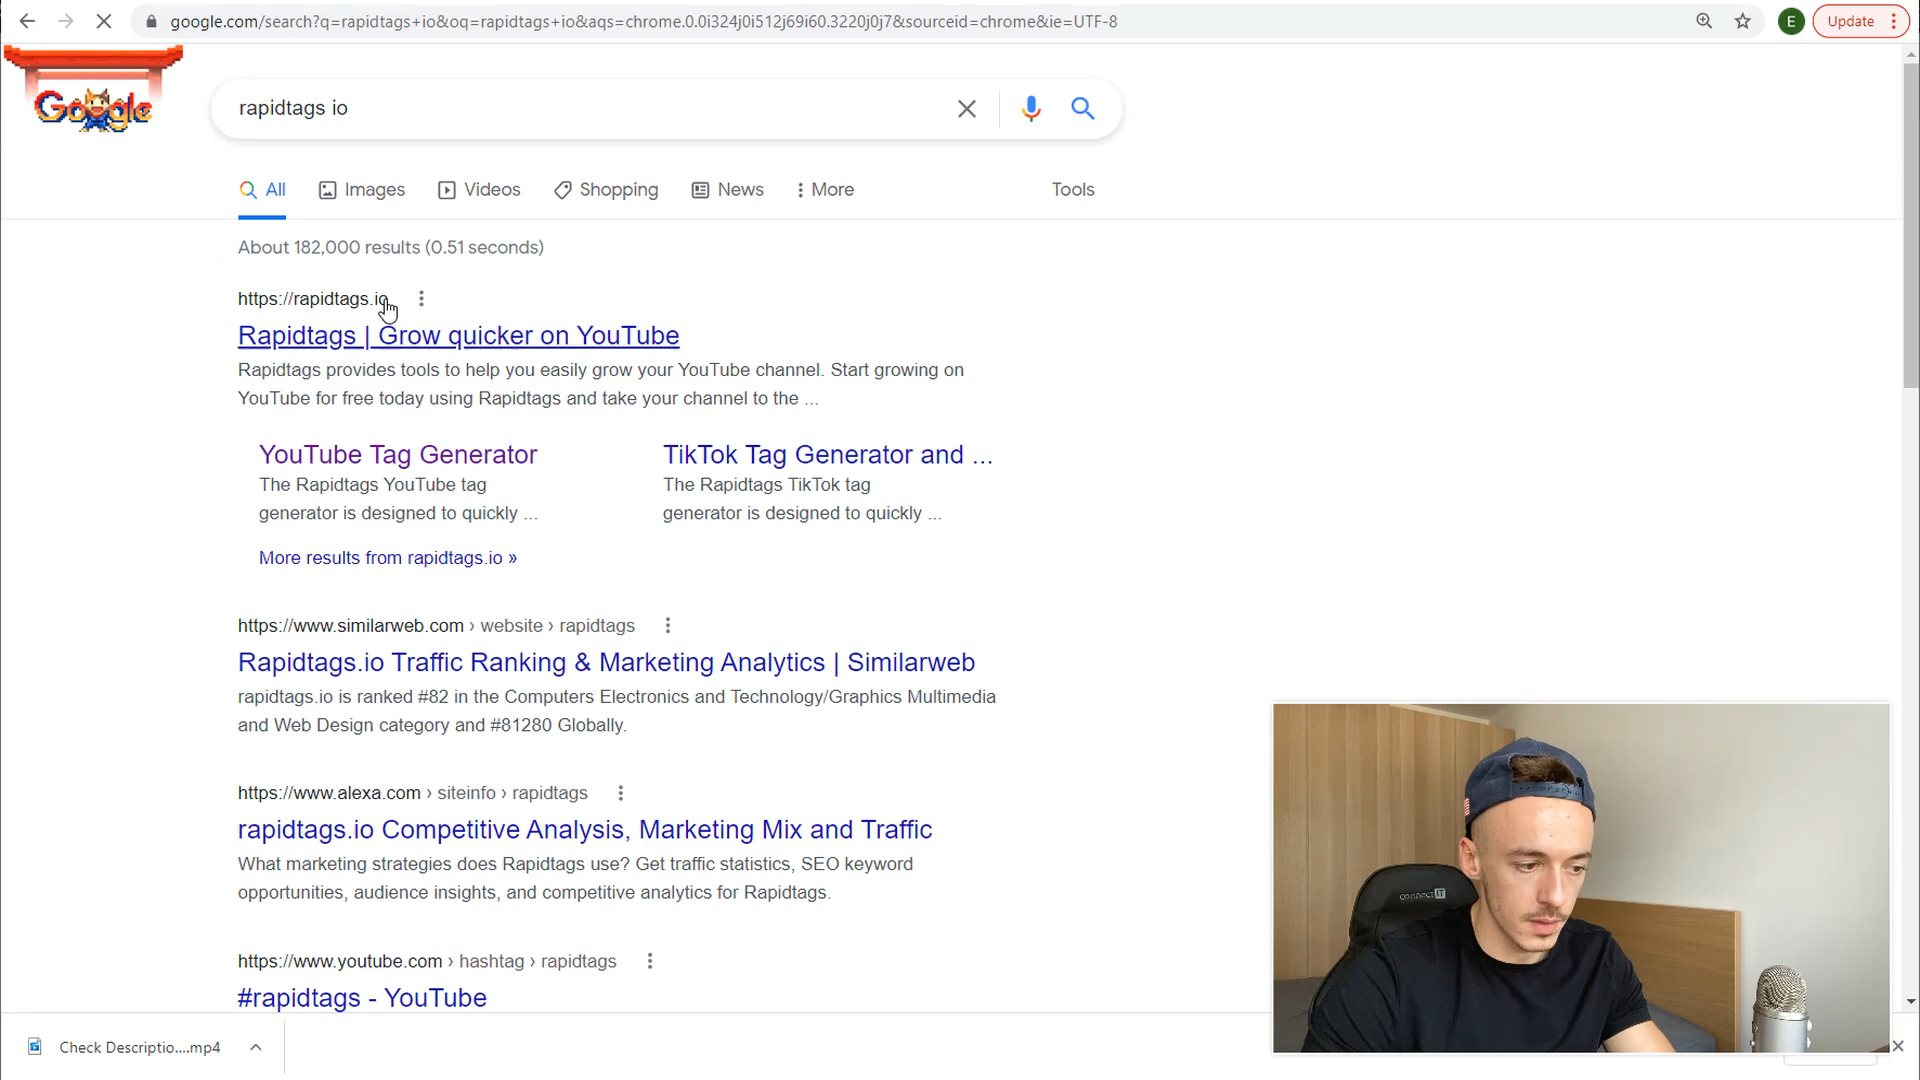 google.com/search?q=rapidtags+io&oq=rapidtags+io&aqs=chrome.0.0i324j0i512j69i60.3220j0j7&sourceid=chrome&ie=UTF-8
E
Update
Google
rapidtags io
All
Images
Videos
Shopping
News
More
Tools
About 182,000 results (0.51 seconds)
https://rapidtags.io
Rapidtags | Grow quicker on YouTube
Rapidtags provides tools to help you easily grow your YouTube channel. Start growing on
YouTube for free today using Rapidtags and take your channel to the ...
YouTube Tag Generator
The Rapidtags YouTube tag
generator is designed to quickly ...
TikTok Tag Generator and ...
The Rapidtags TikTok tag
generator is designed to quickly ...
More results from rapidtags.io »
https://www.similarweb.com › website › rapidtags
Rapidtags.io Traffic Ranking & Marketing Analytics | Similarweb
rapidtags.io is ranked #82 in the Computers Electronics and Technology/Graphics Multimedia
and Web Design category and #81280 Globally.
https://www.alexa.com › siteinfo › rapidtags
rapidtags.io Competitive Analysis, Marketing Mix and Traffic
What marketing strategies does Rapidtags use? Get traffic statistics, SEO keyword
opportunities, audience insights, and competitive analytics for Rapidtags.
https://www.youtube.com › hashtag › rapidtags
#rapidtags - YouTube
connect IT
Check Descriptio....mp4